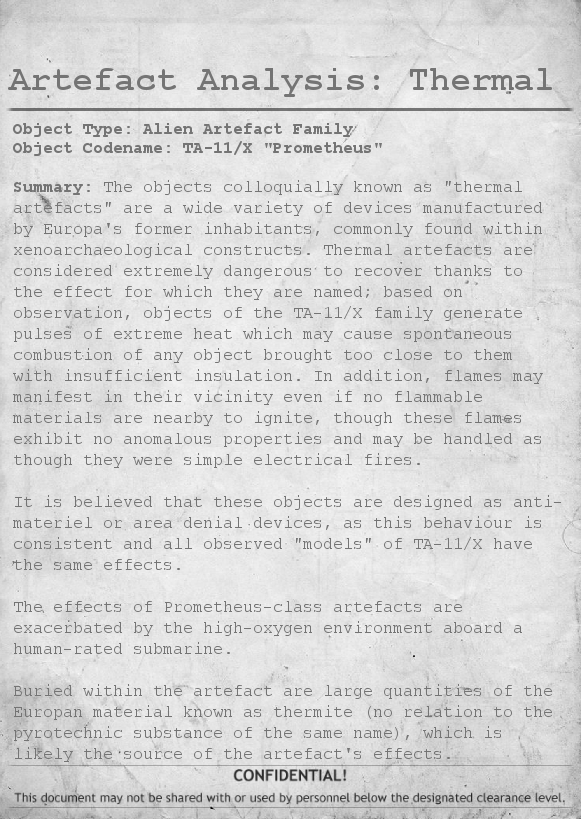 Artefact Analysis: Thermal
Object Type: Alien Artefact Family
Object Codename: TA-11/X "Prometheus"
Summary: The objects colloquially known as "thermal
artefacts" are a wide variety of devices manufactured
by Europa's former inhabitants, commonly found within
xenoarchaeological constructs. Thermal artefacts are
considered extremely dangerous to recover thanks to
the effect for which they are named; based on
observation, objects of the TA-11/X family generate
pulses of extreme heat which may cause spontaneous
combustion of any object brought too close to them
with insufficient insulation. In addition, flames may
manifest in their vicinity even if no flammable
materials are nearby to ignite, though these flames
exhibit no anomalous properties and may be handled as
though they were simple electrical fires.
It is believed that these objects are designed as anti-
materiel or area denial devices, as this behaviour is
consistent and all observed "models" of TA-11/X have
the same effects.
The effects of Prometheus-class artefacts are
exacerbated by the high-oxygen environment aboard a
human-rated submarine.
Buried within the artefact are large quantities of the
Europan material known as thermite (no relation to the
pyrotechnic substance of the same name), which is
likely the source of the artefact's effects.
CONFIDENTIAL!
This document may not be shared with or used by personnel below the designated clearance level.